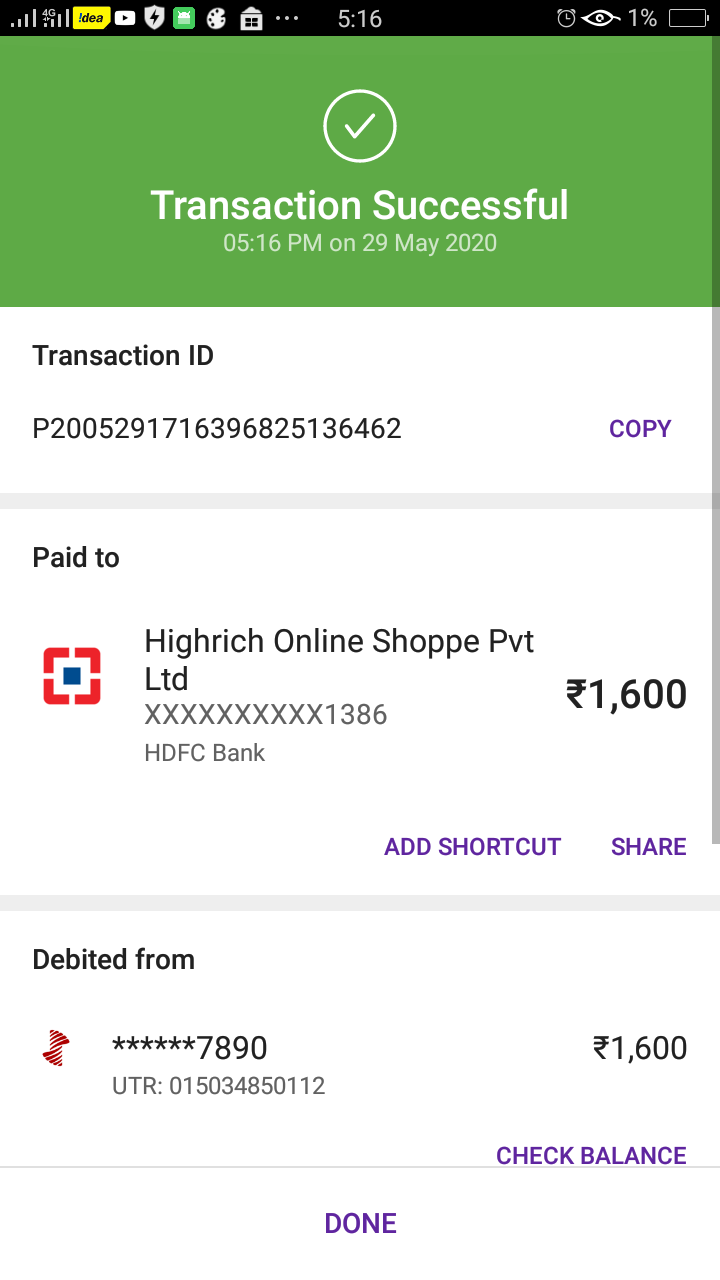 4G !dea 5:16 1%
Transaction Successful
05:16 PM on 29 May 2020
Transaction ID
P2005291716396825136462 COPY
Paid to
Highrich Online Shoppe Pvt
Ltd
₹1,600
XXXXXXXXXX1386
HDFC Bank
ADD SHORTCUT SHARE
Debited from
******7890 ₹1,600
UTR: 015034850112
CHECK BALANCE
DONE